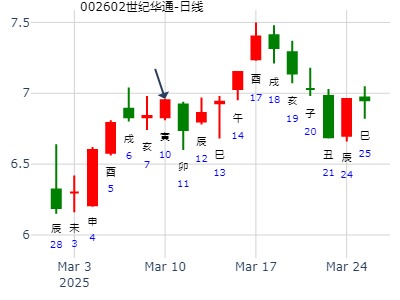 002602世纪华通-日线
7.5
7
6.5
6
辰
28
未
3
申
4
酉
5
戌
6
亥
7
寅
10
卯
11
辰
12
巳
13
午
14
酉
17
戌
18
亥
19
子
20
丑
21
辰
24
巳
25
Mar 3
2025
Mar 10
Mar 17
Mar 24